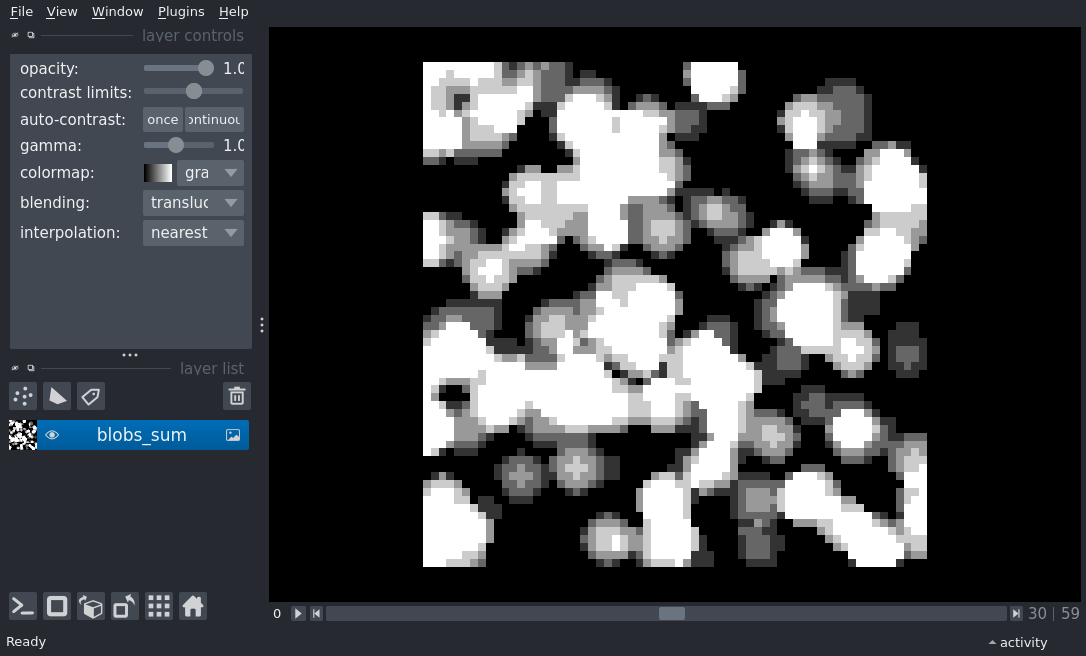 File View Window Plugins Help
layer controls
opacity: 1.0
contrast limits:
auto-contrast: once ontinuou
gamma: 1.0
colormap: gra
blending: transluc
interpolation: nearest
layer list
blobs_sum
0 30 | 59
Ready activity